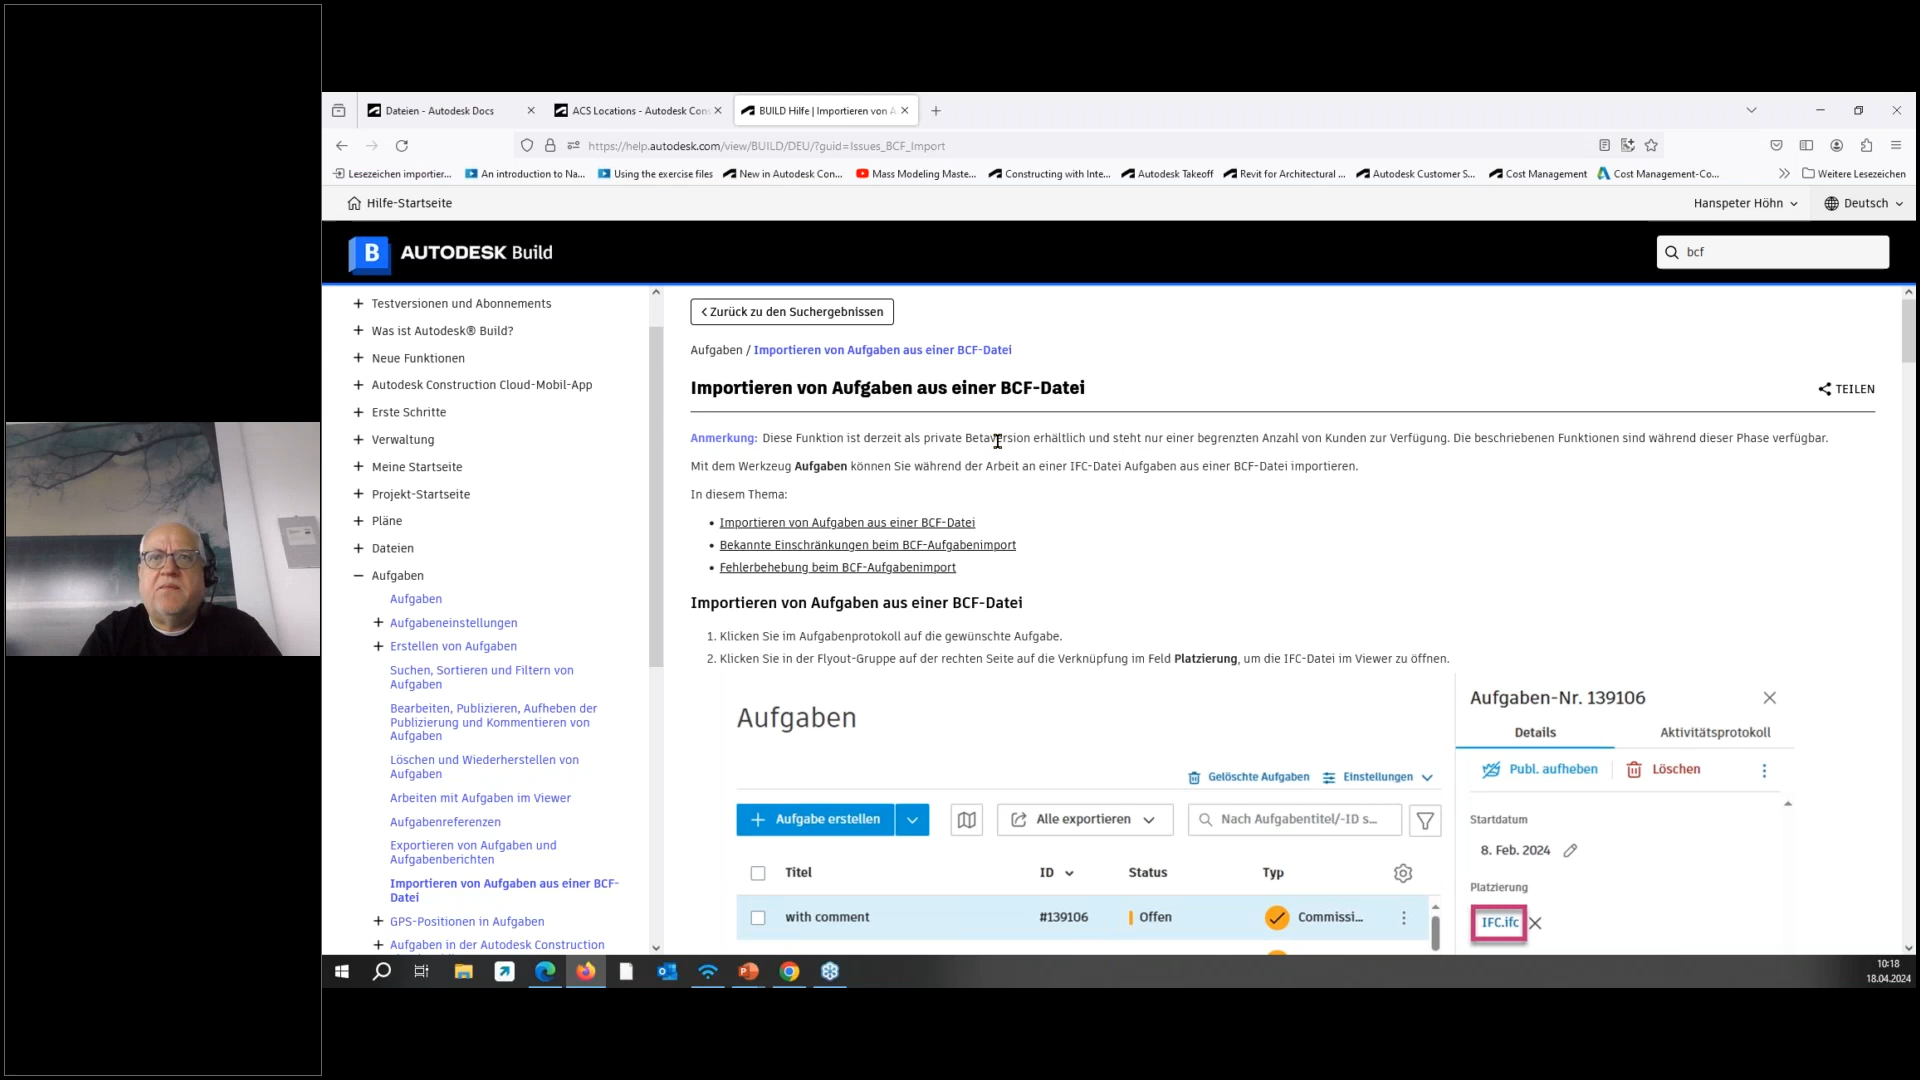 Dateien - Autodesk Docs
ACS Locations - Autodesk Con
BUILD Hilfe | Importieren von A
https://help.autodesk.com/view/BUILD/DEU/?guid=Issues_BCF_Import
Lesezeichen importier...
An introduction to Na...
Using the exercise files
New in Autodesk Con...
Mass Modeling Maste...
Constructing with Inte...
Autodesk Takeoff
Revit for Architectural ...
Autodesk Customer S...
Cost Management
Cost Management-Co...
Weitere Lesezeichen
Hilfe-Startseite
Hanspeter Höhn
Deutsch
B AUTODESK Build
bcf
Testversionen und Abonnements
Was ist Autodesk® Build?
Neue Funktionen
Autodesk Construction Cloud-Mobil-App
Erste Schritte
Verwaltung
Meine Startseite
Projekt-Startseite
Pläne
Dateien
Aufgaben
Aufgaben
Aufgabeneinstellungen
Erstellen von Aufgaben
Suchen, Sortieren und Filtern von
Aufgaben
Bearbeiten, Publizieren, Aufheben der
Publizierung und Kommentieren von
Aufgaben
Löschen und Wiederherstellen von
Aufgaben
Arbeiten mit Aufgaben im Viewer
Aufgabenreferenzen
Exportieren von Aufgaben und
Aufgabenberichten
Importieren von Aufgaben aus einer BCF-
Datei
GPS-Positionen in Aufgaben
Aufgaben in der Autodesk Construction
Zurück zu den Suchergebnissen
Aufgaben / Importieren von Aufgaben aus einer BCF-Datei
Importieren von Aufgaben aus einer BCF-Datei
TEILEN
Anmerkung: Diese Funktion ist derzeit als private Betaversion erhältlich und steht nur einer begrenzten Anzahl von Kunden zur Verfügung. Die beschriebenen Funktionen sind während dieser Phase verfügbar.
Mit dem Werkzeug Aufgaben können Sie während der Arbeit an einer IFC-Datei Aufgaben aus einer BCF-Datei importieren.
In diesem Thema:
• Importieren von Aufgaben aus einer BCF-Datei
• Bekannte Einschränkungen beim BCF-Aufgabenimport
• Fehlerbehebung beim BCF-Aufgabenimport
Importieren von Aufgaben aus einer BCF-Datei
1. Klicken Sie im Aufgabenprotokoll auf die gewünschte Aufgabe.
2. Klicken Sie in der Flyout-Gruppe auf der rechten Seite auf die Verknüpfung im Feld Platzierung, um die IFC-Datei im Viewer zu öffnen.
Aufgaben
Gelöschte Aufgaben
Einstellungen
Aufgabe erstellen
Alle exportieren
Nach Aufgabentitel/-ID s...
Titel ID Status Typ
with comment #139106 Offen Commissi...
Aufgaben-Nr. 139106
Details Aktivitätsprotokoll
Publ. aufheben Löschen
Startdatum
8. Feb. 2024
Platzierung
IFC.ifc
10:18
18.04.2024